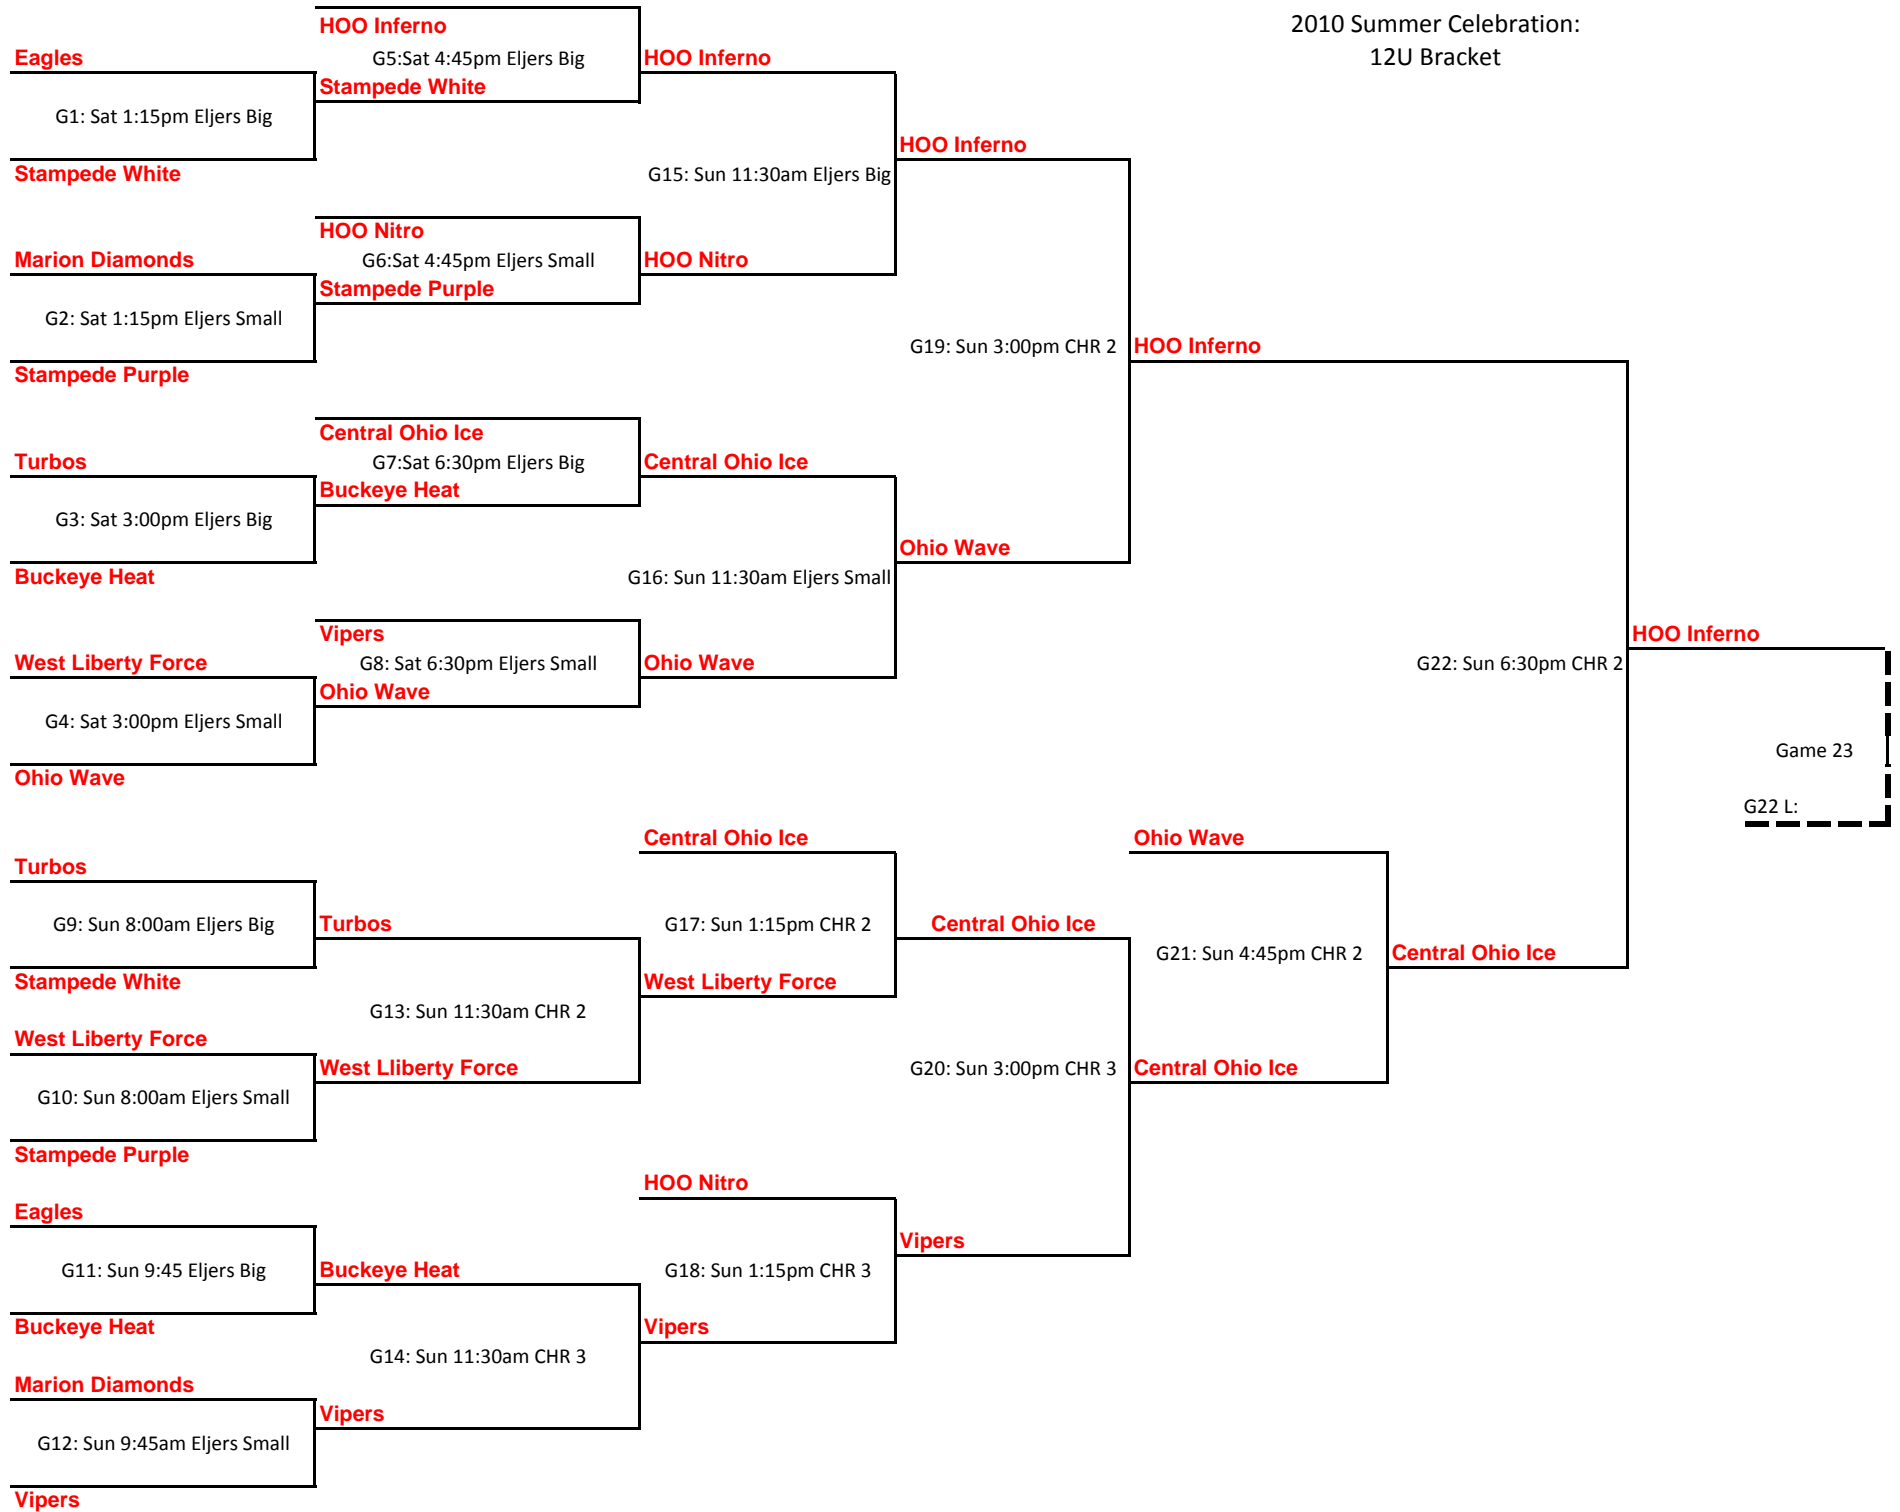 2010 Summer Celebration:
12U Bracket
HOO Inferno
Eagles
G5:Sat 4:45pm Eljers Big
HOO Inferno
Stampede White
G1: Sat 1:15pm Eljers Big
HOO Inferno
Stampede White
G15: Sun 11:30am Eljers Big
HOO Nitro
Marion Diamonds
G6:Sat 4:45pm Eljers Small
HOO Nitro
Stampede Purple
G2: Sat 1:15pm Eljers Small
G19: Sun 3:00pm CHR 2
HOO Inferno
Stampede Purple
Central Ohio Ice
Turbos
G7:Sat 6:30pm Eljers Big
Central Ohio Ice
Buckeye Heat
G3: Sat 3:00pm Eljers Big
Ohio Wave
Buckeye Heat
G16: Sun 11:30am Eljers Small
Vipers
HOO Inferno
West Liberty Force
G8: Sat 6:30pm Eljers Small
Ohio Wave
G22: Sun 6:30pm CHR 2
Ohio Wave
G4: Sat 3:00pm Eljers Small
Game 23
Ohio Wave
G22 L:
Central Ohio Ice
Ohio Wave
Turbos
G9: Sun 8:00am Eljers Big
Turbos
G17: Sun 1:15pm CHR 2
Central Ohio Ice
G21: Sun 4:45pm CHR 2
Central Ohio Ice
Stampede White
West Liberty Force
G13: Sun 11:30am CHR 2
West Liberty Force
West Lliberty Force
G20: Sun 3:00pm CHR 3
Central Ohio Ice
G10: Sun 8:00am Eljers Small
Stampede Purple
HOO Nitro
Eagles
Vipers
G11: Sun 9:45 Eljers Big
Buckeye Heat
G18: Sun 1:15pm CHR 3
Buckeye Heat
Vipers
G14: Sun 11:30am CHR 3
Marion Diamonds
Vipers
G12: Sun 9:45am Eljers Small
Vipers